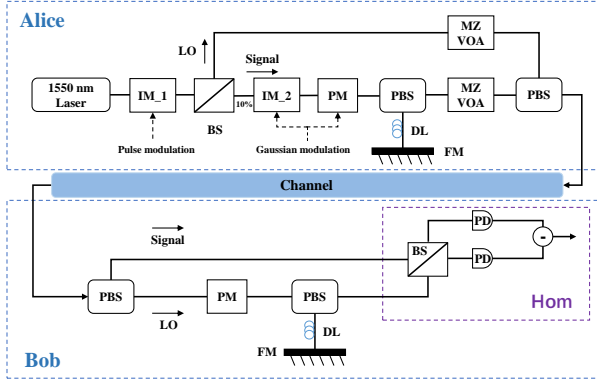 Alice
LO
Signal
MZ
VOA
1550 nm
Laser
IM_1
10%
IM_2
PM
PBS
MZ
VOA
PBS
BS
DL
Pulse modulation
Gaussian modulation
FM
Channel
Signal
BS
PD
-
PD
PBS
PM
PBS
Hom
LO
DL
FM
Bob